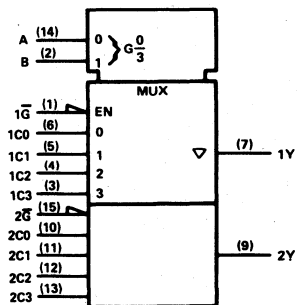 A (14) 0 G 0/3
B (2) 1
MUX
1G̅ (1) EN
1C0 (6) 0
1C1 (5) 1 ▽ (7) 1Y
1C2 (4) 2
1C3 (3) 3
2G̅ (15)
2C0 (10)
2C1 (11) (9) 2Y
2C2 (12)
2C3 (13)